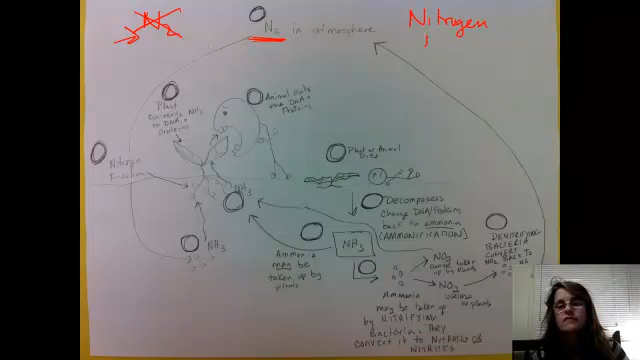 Nitrogen
N₂ in atmosphere
Plant
converts NH₃
to DNA +
proteins
Animal eats
the DNA +
Proteins
Nitrogen
Fixation
NH₃
NH₃
Plant or Animal
Dies
Decomposers
change DNA/Proteins
back to ammonia
(AMMONIFICATION]
NH₃
Ammonia
may be
taken up by
plants
Ammonia
may be taken up
by NITRIFYING
Bacteria. They
convert it to NITRATES or
NITRITES
NO₃
can be taken
up by plants
NO₂ useless
to plants
DENITRIFYING
BACTERIA
CONVERT
NO₂ BACK TO
N₂